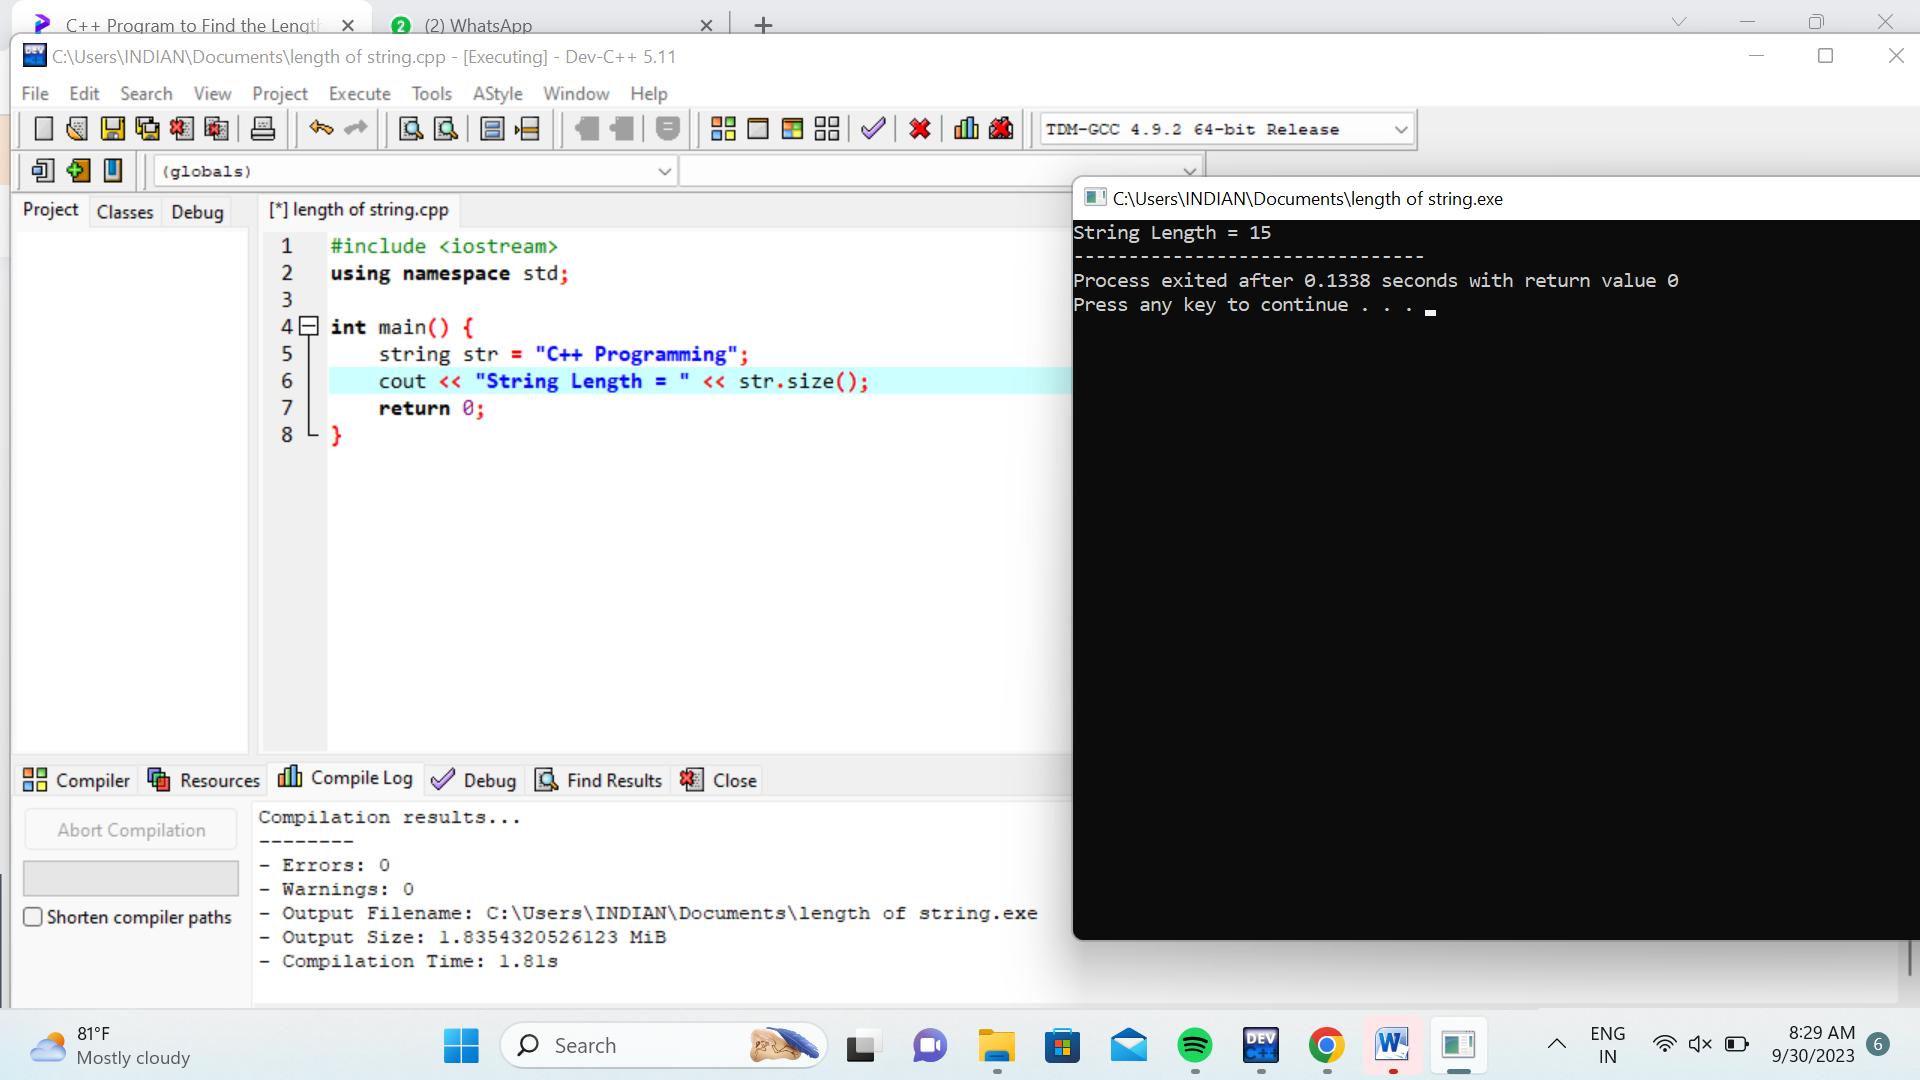 C++ Program to Find the Length
2 (2) WhatsApp
C:\Users\INDIAN\Documents\length of string.cpp - [Executing] - Dev-C++ 5.11
File Edit Search View Project Execute Tools AStyle Window Help
TDM-GCC 4.9.2 64-bit Release
(globals)
Project Classes Debug
[*] length of string.cpp
1 #include <iostream>
2 using namespace std;
3
4 int main() {
5 string str = "C++ Programming";
6 cout << "String Length = " << str.size();
7 return 0;
8 }
C:\Users\INDIAN\Documents\length of string.exe
String Length = 15
--------------------------------
Process exited after 0.1338 seconds with return value 0
Press any key to continue . . .
Compiler Resources Compile Log Debug Find Results Close
Abort Compilation
Shorten compiler paths
Compilation results...
--------
- Errors: 0
- Warnings: 0
- Output Filename: C:\Users\INDIAN\Documents\length of string.exe
- Output Size: 1.8354320526123 MiB
- Compilation Time: 1.81s
81°F
Mostly cloudy
Search
DEV
C++
W
ENG
IN
8:29 AM
9/30/2023
6